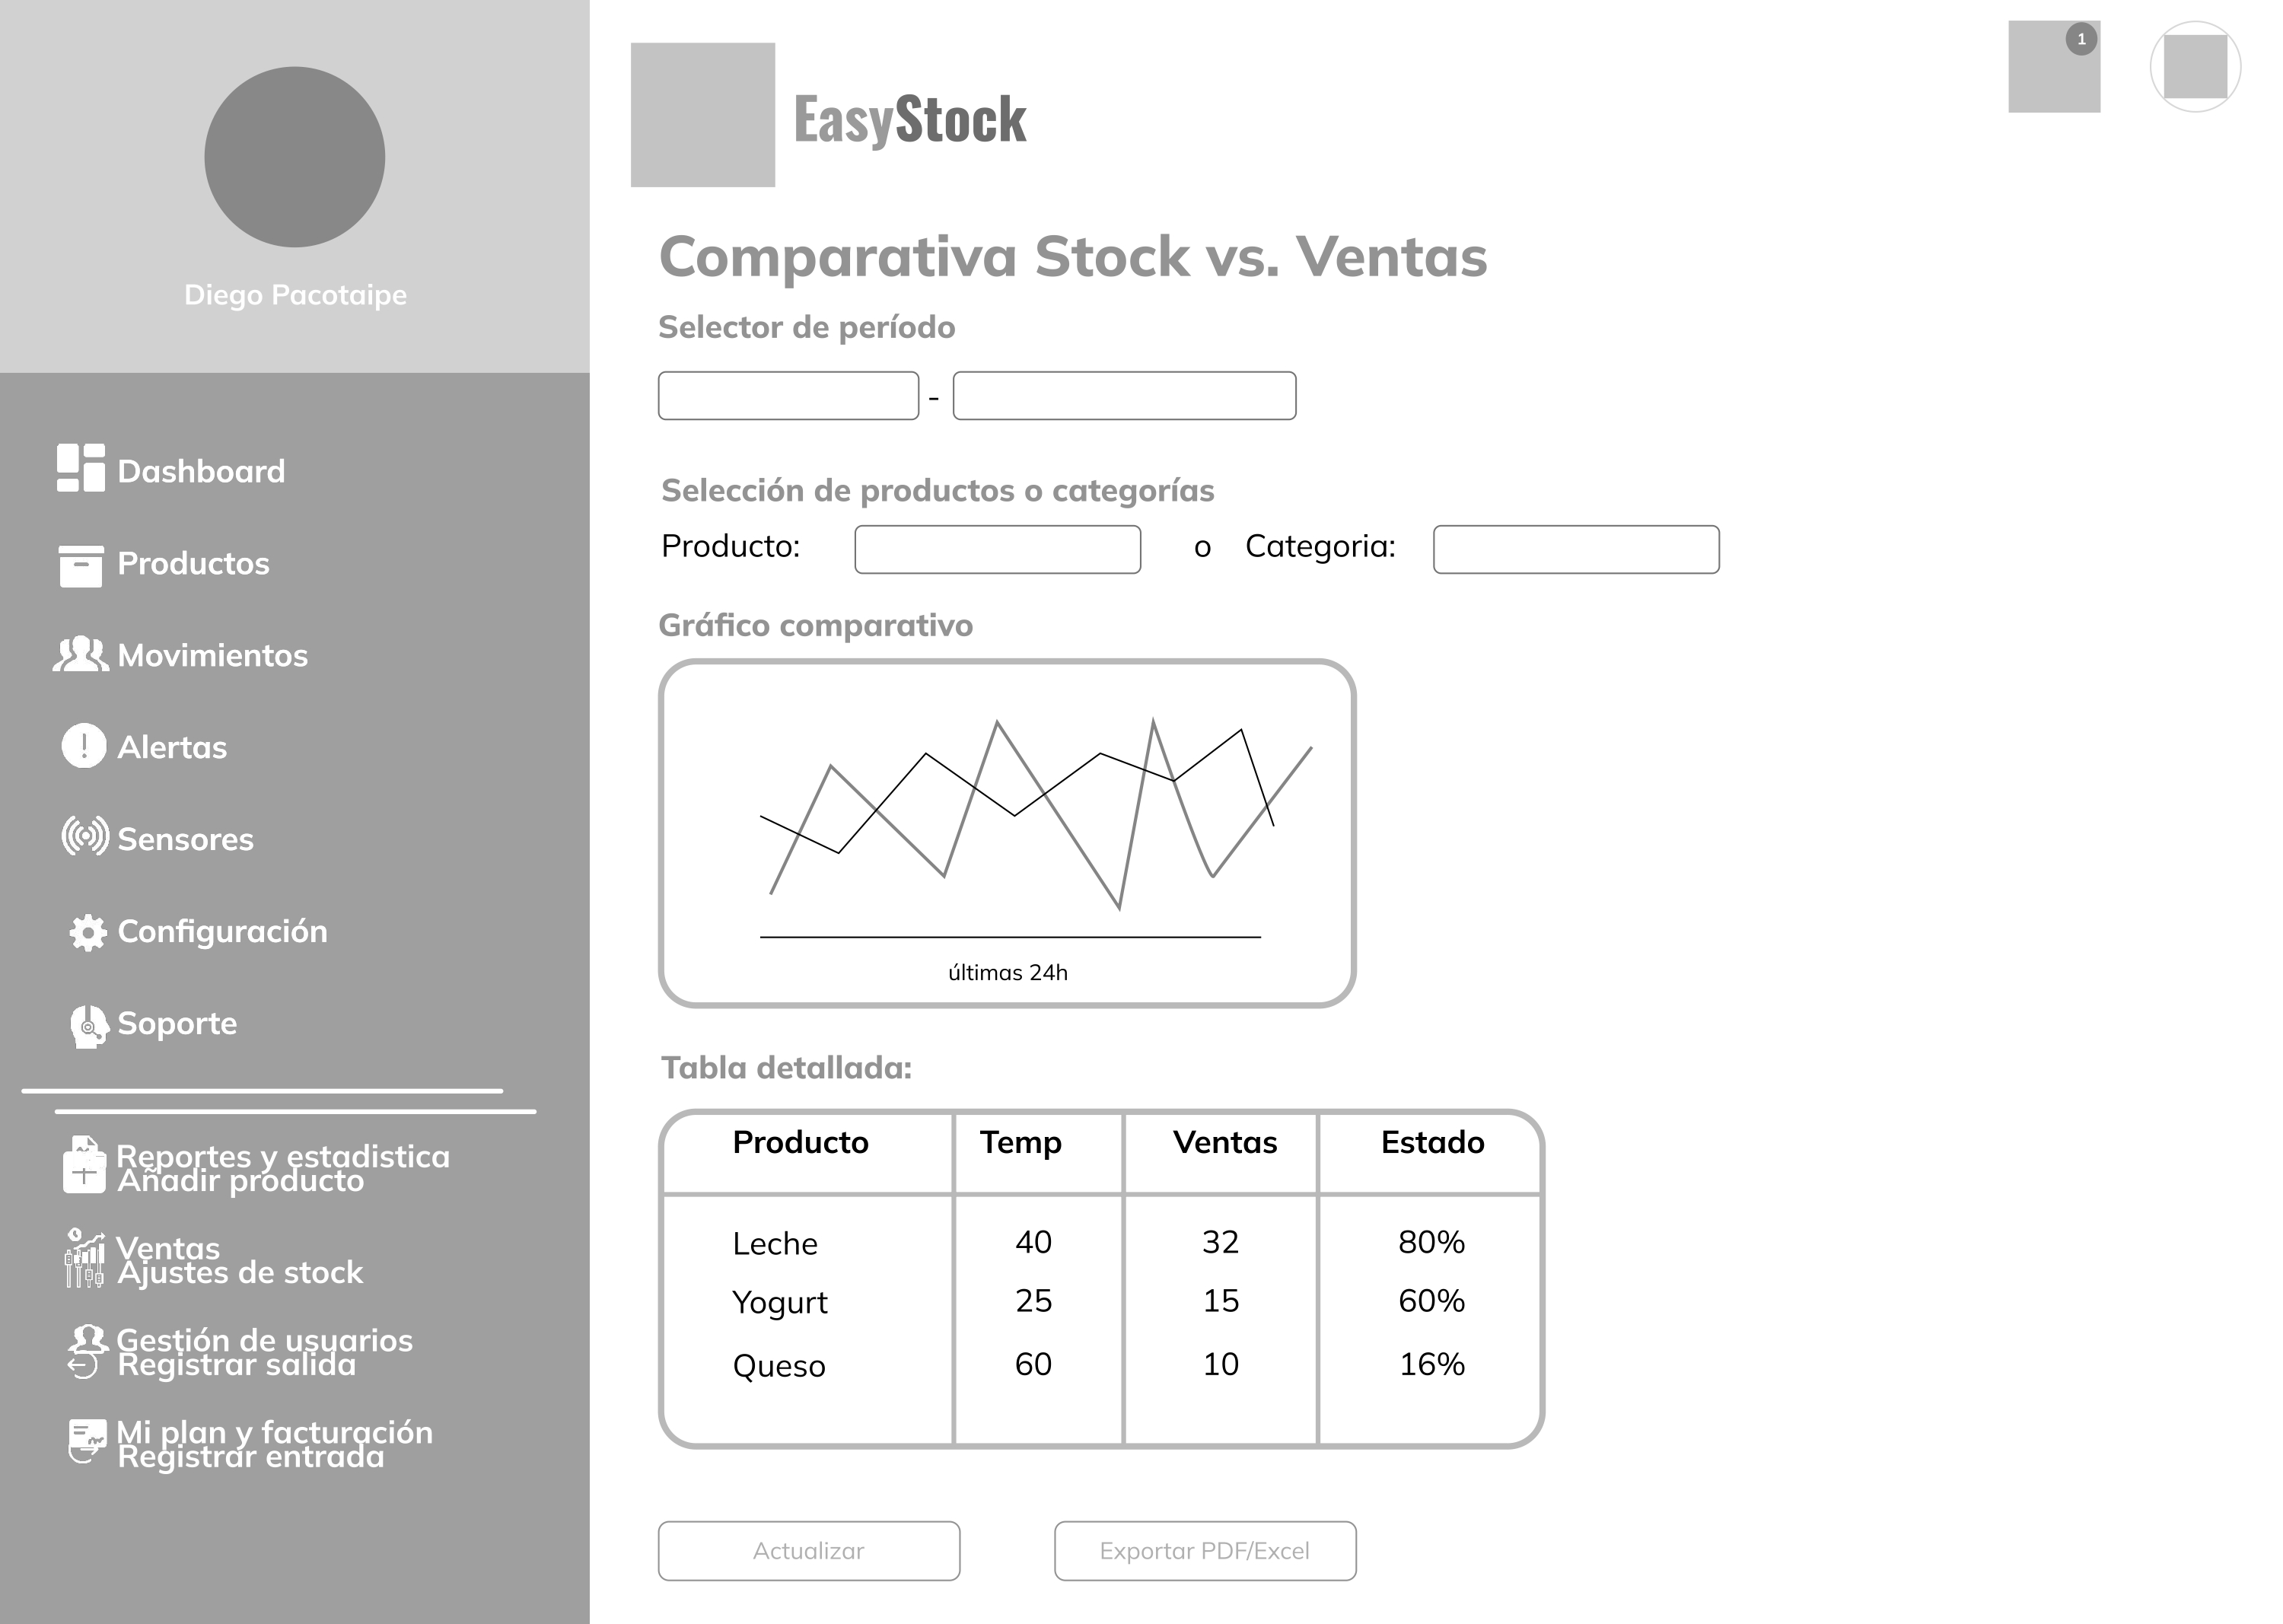 Diego Pacotaipe
Dashboard
Productos
Movimientos
Alertas
Sensores
Configuración
Soporte
Reportes y estadistica
Añadir producto
Ventas
Ajustes de stock
Gestión de usuarios
Registrar salida
Mi plan y facturación
Registrar entrada
EasyStock
1
Comparativa Stock vs. Ventas
Selector de período
-
Selección de productos o categorías
Producto: o Categoria:
Gráfico comparativo
últimas 24h
Tabla detallada:
Producto Temp Ventas Estado
Leche 40 32 80%
Yogurt 25 15 60%
Queso 60 10 16%
Actualizar Exportar PDF/Excel